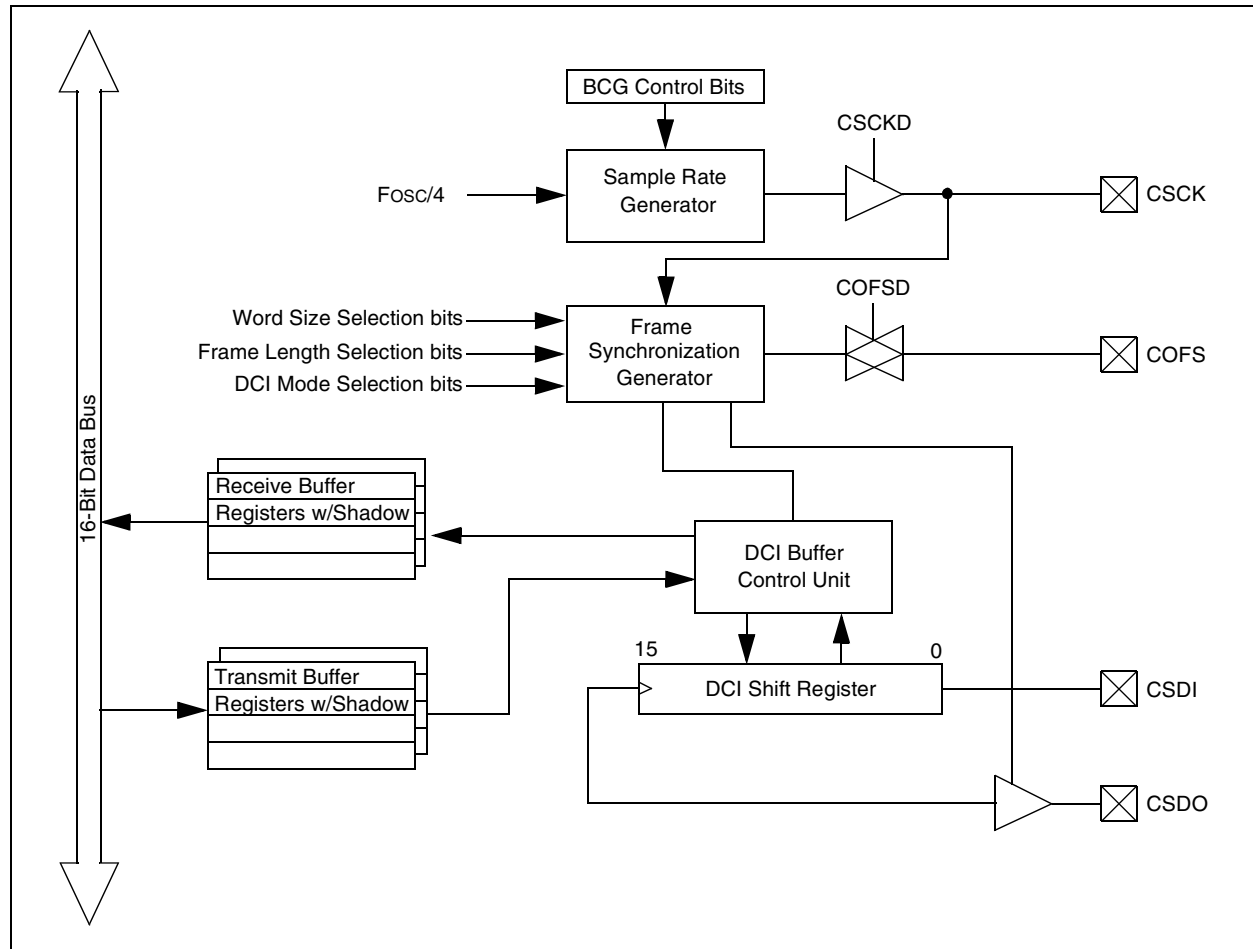 BCG Control Bits
CSCKD
FOSC/4
Sample Rate
Generator
CSCK
COFSD
Word Size Selection bits
Frame Length Selection bits
DCI Mode Selection bits
Frame
Synchronization
Generator
COFS
16-Bit Data Bus
Receive Buffer
Registers w/Shadow
DCI Buffer
Control Unit
15
0
Transmit Buffer
Registers w/Shadow
DCI Shift Register
CSDI
CSDO